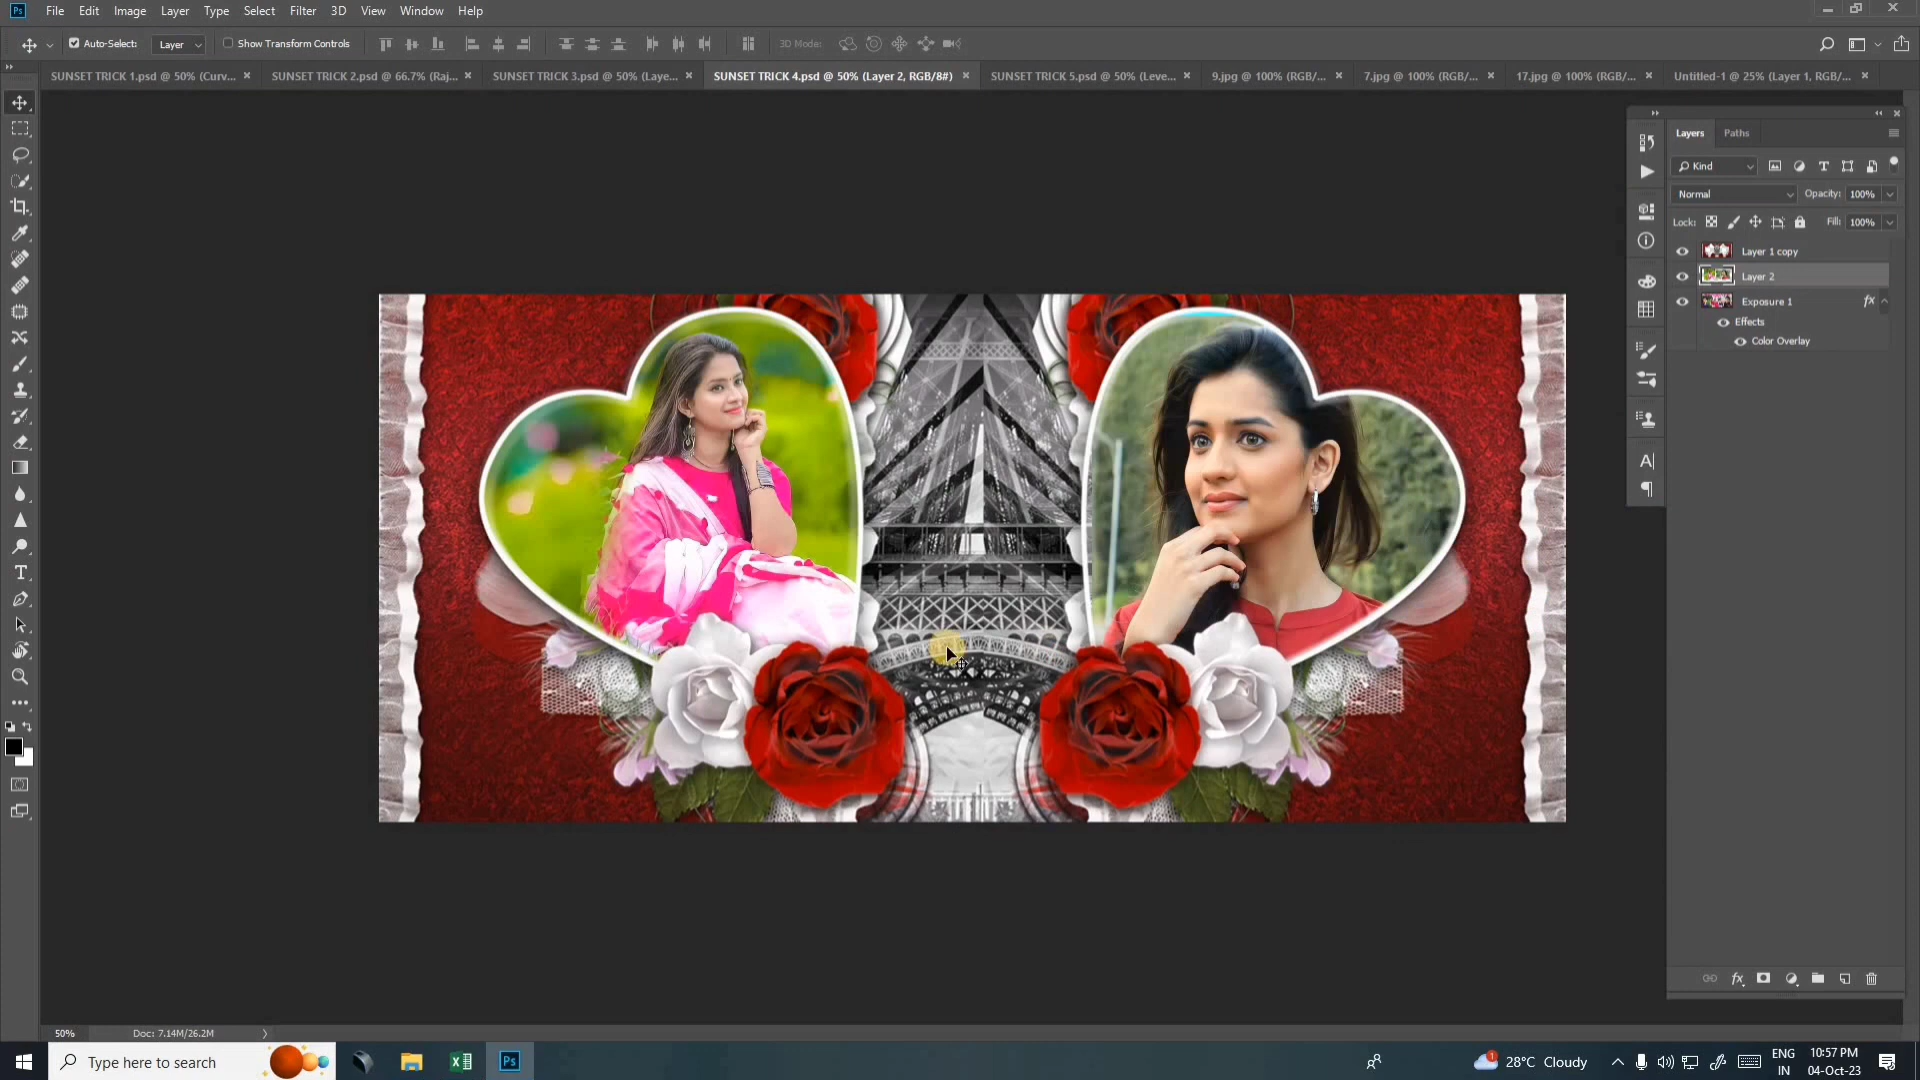 Ps File Edit Image Layer Type Select Filter 3D View Window Help
Auto-Select: Layer Show Transform Controls 3D Mode:
SUNSET TRICK 1.psd @ 50% (Curv... × SUNSET TRICK 2.psd @ 66.7% (Raj... × SUNSET TRICK 3.psd @ 50% (Laye... × SUNSET TRICK 4.psd @ 50% (Layer 2, RGB/8#) × SUNSET TRICK 5.psd @ 50% (Leve... × 9.jpg @ 100% (RGB/... × 7.jpg @ 100% (RGB/... × 17.jpg @ 100% (RGB/... × Untitled-1 @ 25% (Layer 1, RGB/... ×
Layers Paths
Kind
Normal Opacity: 100%
Lock: Fill: 100%
Layer 1 copy
Layer 2
Exposure 1 fx
Effects
Color Overlay
50% Doc: 7.14M/26.2M
Type here to search
Ps
1 28°C Cloudy
ENG
IN
10:57 PM
04-Oct-23